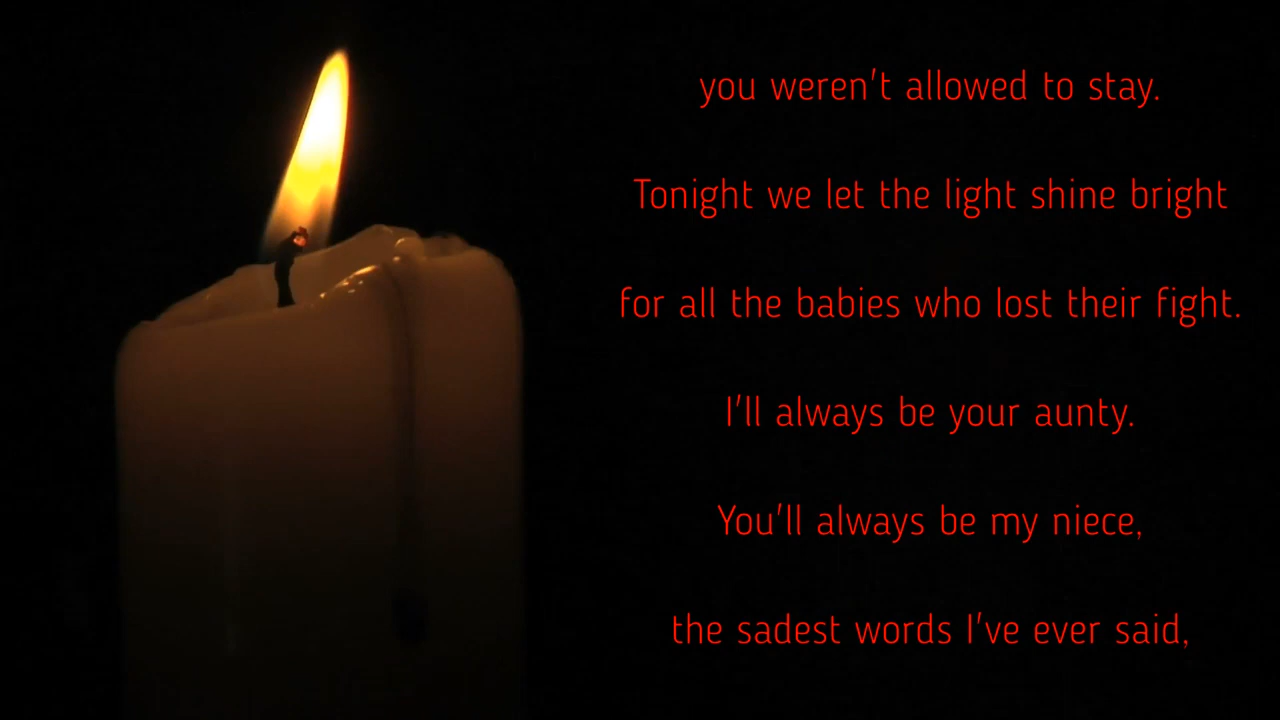 you weren't allowed to stay.
Tonight we let the light shine bright
for all the babies who lost their fight.
I'll always be your aunty.
You'll always be my niece,
the sadest words I've ever said,